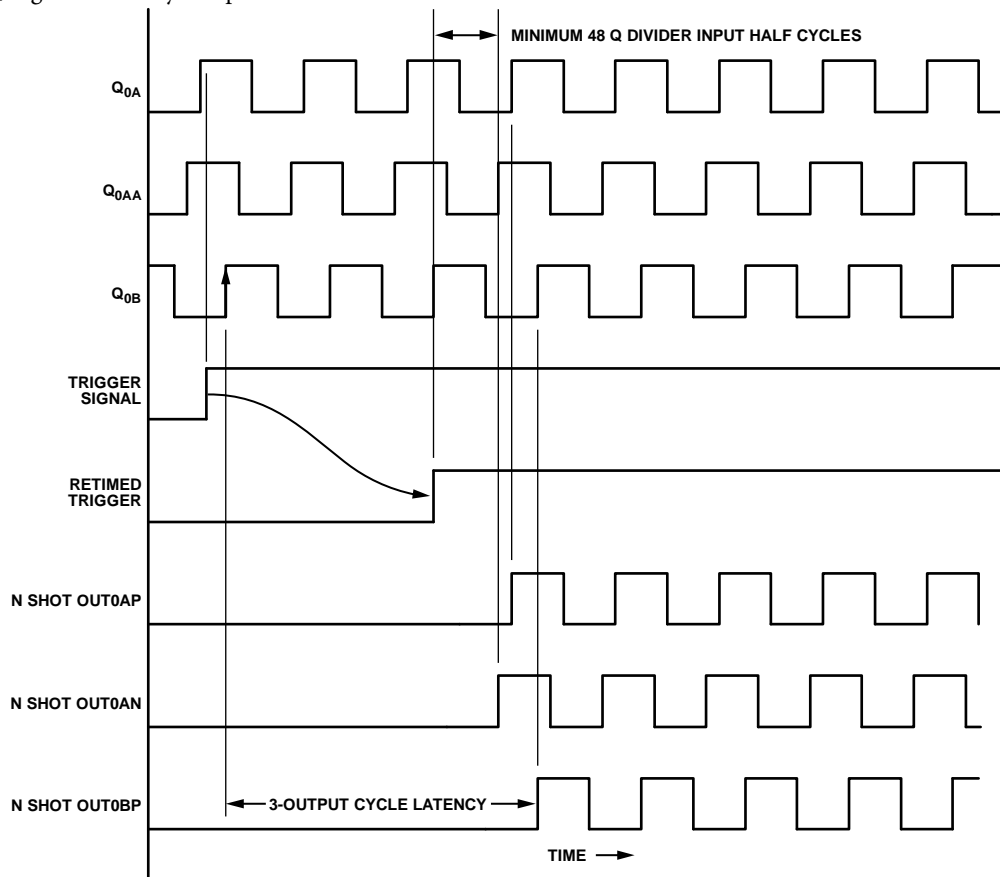 MINIMUM 48 Q DIVIDER INPUT HALF CYCLES
Q0A
Q0AA
Q0B
TRIGGER
SIGNAL
RETIMED
TRIGGER
N SHOT OUT0AP
N SHOT OUT0AN
N SHOT OUT0BP
3-OUTPUT CYCLE LATENCY
TIME